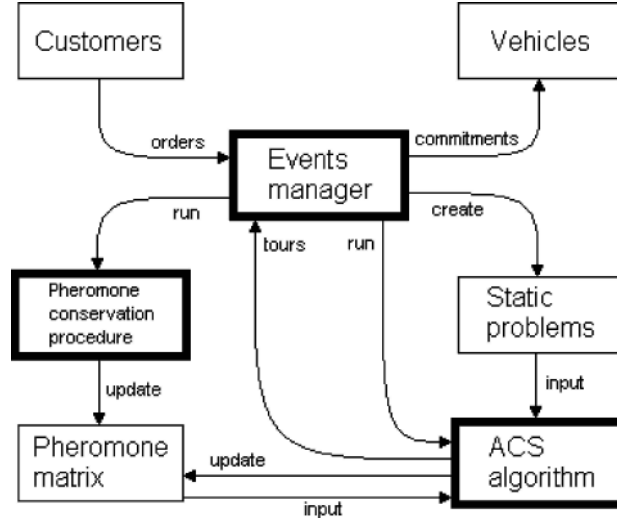 Customers
Vehicles
orders
commitments
Events
manager
run
tours
run
create
Pheromone
conservation
procedure
Static
problems
update
input
Pheromone
matrix
update
input
ACS
algorithm